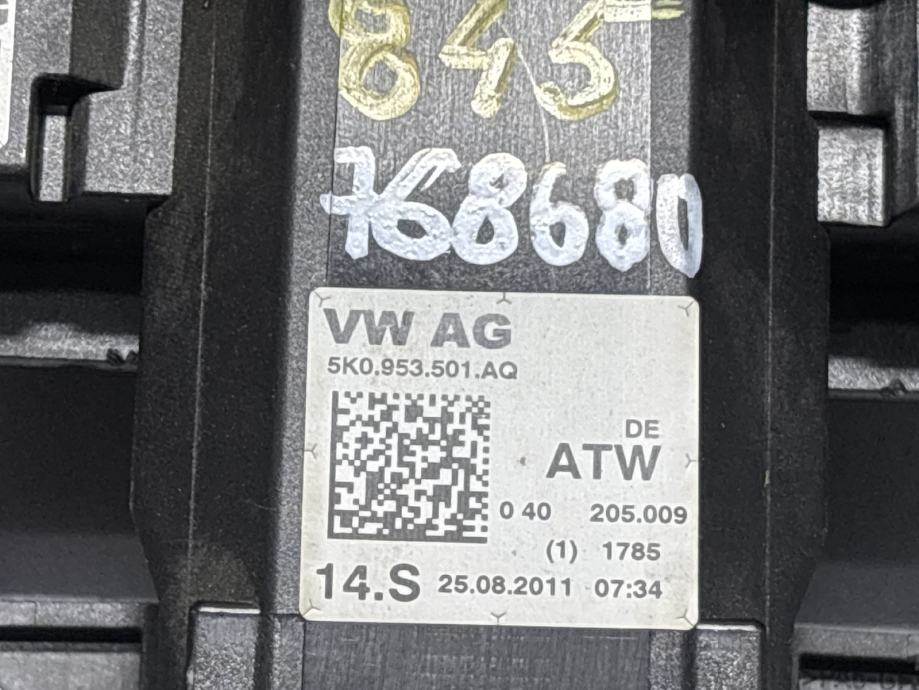 845
768680
VW AG
5K0.953.501.AQ
DE
ATW
0 40 205.009
(1) 1785
14.S 25.08.2011 07:34